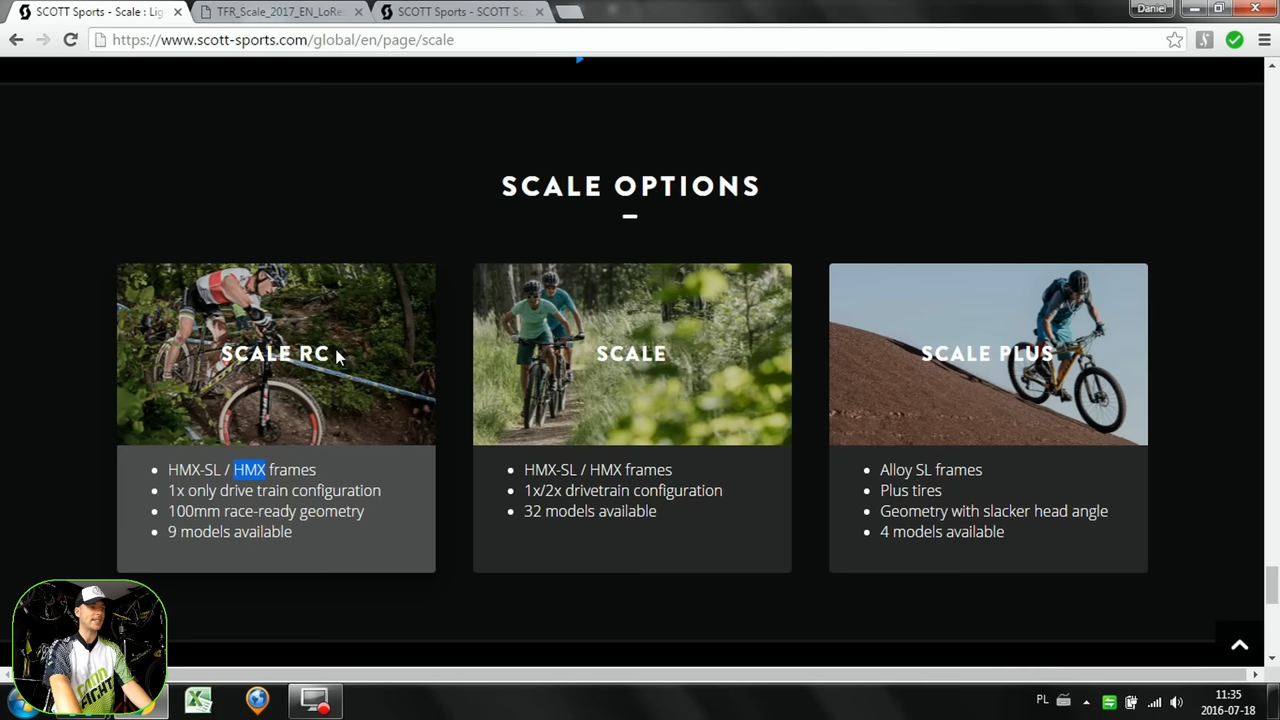 SCOTT Sports - Scale : Lig
TFR_Scale_2017_EN_LoRe
SCOTT Sports - SCOTT Sc
Daniel
https://www.scott-sports.com/global/en/page/scale
SCALE OPTIONS
SCALE RC
HMX-SL / HMX frames
1x only drive train configuration
100mm race-ready geometry
9 models available
SCALE
HMX-SL / HMX frames
1x/2x drivetrain configuration
32 models available
SCALE PLUS
Alloy SL frames
Plus tires
Geometry with slacker head angle
4 models available
PL
11:35
2016-07-18